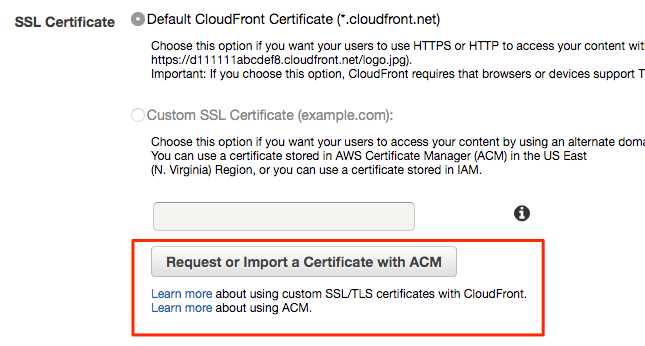 SSL Certificate
Default CloudFront Certificate (*.cloudfront.net)
Choose this option if you want your users to use HTTPS or HTTP to access your content wit
https://d111111abcdef8.cloudfront.net/logo.jpg).
Important: If you choose this option, CloudFront requires that browsers or devices support T
Custom SSL Certificate (example.com):
Choose this option if you want your users to access your content by using an alternate doma
You can use a certificate stored in AWS Certificate Manager (ACM) in the US East
(N. Virginia) Region, or you can use a certificate stored in IAM.
Request or Import a Certificate with ACM
Learn more about using custom SSL/TLS certificates with CloudFront.
Learn more about using ACM.